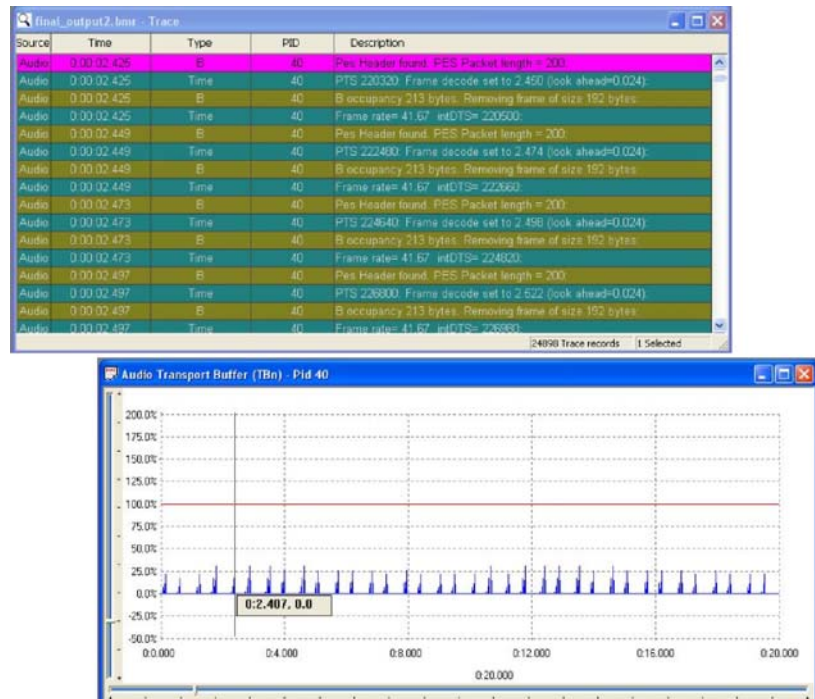 final_output2.bmr - Trace
Source Time Type PID Description
Audio 0:00:02.425 B 40 Pes Header found. PES Packet length = 200:
Audio 0:00:02.425 Time 40 PTS 220320: Frame decode set to 2.450 (look ahead=0.024):
Audio 0:00:02.425 B 40 B occupancy 213 bytes. Removing frame of size 192 bytes:
Audio 0:00:02.425 Time 40 Frame rate= 41.67 intDTS= 220500:
Audio 0:00:02.449 B 40 Pes Header found. PES Packet length = 200:
Audio 0:00:02.449 Time 40 PTS 222480: Frame decode set to 2.474 (look ahead=0.024):
Audio 0:00:02.449 B 40 B occupancy 213 bytes. Removing frame of size 192 bytes:
Audio 0:00:02.449 Time 40 Frame rate= 41.67 intDTS= 222660:
Audio 0:00:02.473 B 40 Pes Header found. PES Packet length = 200:
Audio 0:00:02.473 Time 40 PTS 224640: Frame decode set to 2.498 (look ahead=0.024):
Audio 0:00:02.473 B 40 B occupancy 213 bytes. Removing frame of size 192 bytes:
Audio 0:00:02.473 Time 40 Frame rate= 41.67 intDTS= 224820:
Audio 0:00:02.497 B 40 Pes Header found. PES Packet length = 200:
Audio 0:00:02.497 Time 40 PTS 226800: Frame decode set to 2.522 (look ahead=0.024):
Audio 0:00:02.497 B 40 B occupancy 213 bytes. Removing frame of size 192 bytes:
Audio 0:00:02.497 Time 40 Frame rate= 41.67 intDTS= 226980:
24898 Trace records 1 Selected
Audio Transport Buffer (TBn) - Pid 40
200.0%
175.0%
150.0%
125.0%
100.0%
75.0%
50.0%
25.0%
0.0%
0:2.407, 0.0
-25.0%
-50.0%
0:0.000 0:4.000 0:8.000 0:12.000 0:16.000 0:20.000
0:20.000